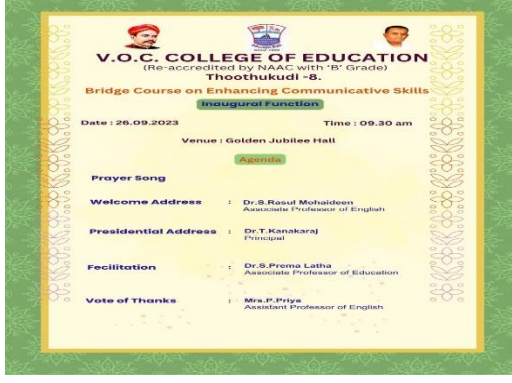 V.O.C. COLLEGE OF EDUCATION
(Re-accredited by NAAC with 'B' Grade)
Thoothukudi -8.
Bridge Course on Enhancing Communicative Skills
Inaugural Function
Date : 26.09.2023 Time : 09.30 am
Venue : Golden Jubilee Hall
Agenda
Prayer Song
Welcome Address : Dr.S.Rasul Mohaideen
Associate Professor of English
Presidential Address : Dr.T.Kanakaraj
Principal
Fecilitation : Dr.S.Prema Latha
Associate Professor of Education
Vote of Thanks : Mrs.P.Priya
Assistant Professor of English